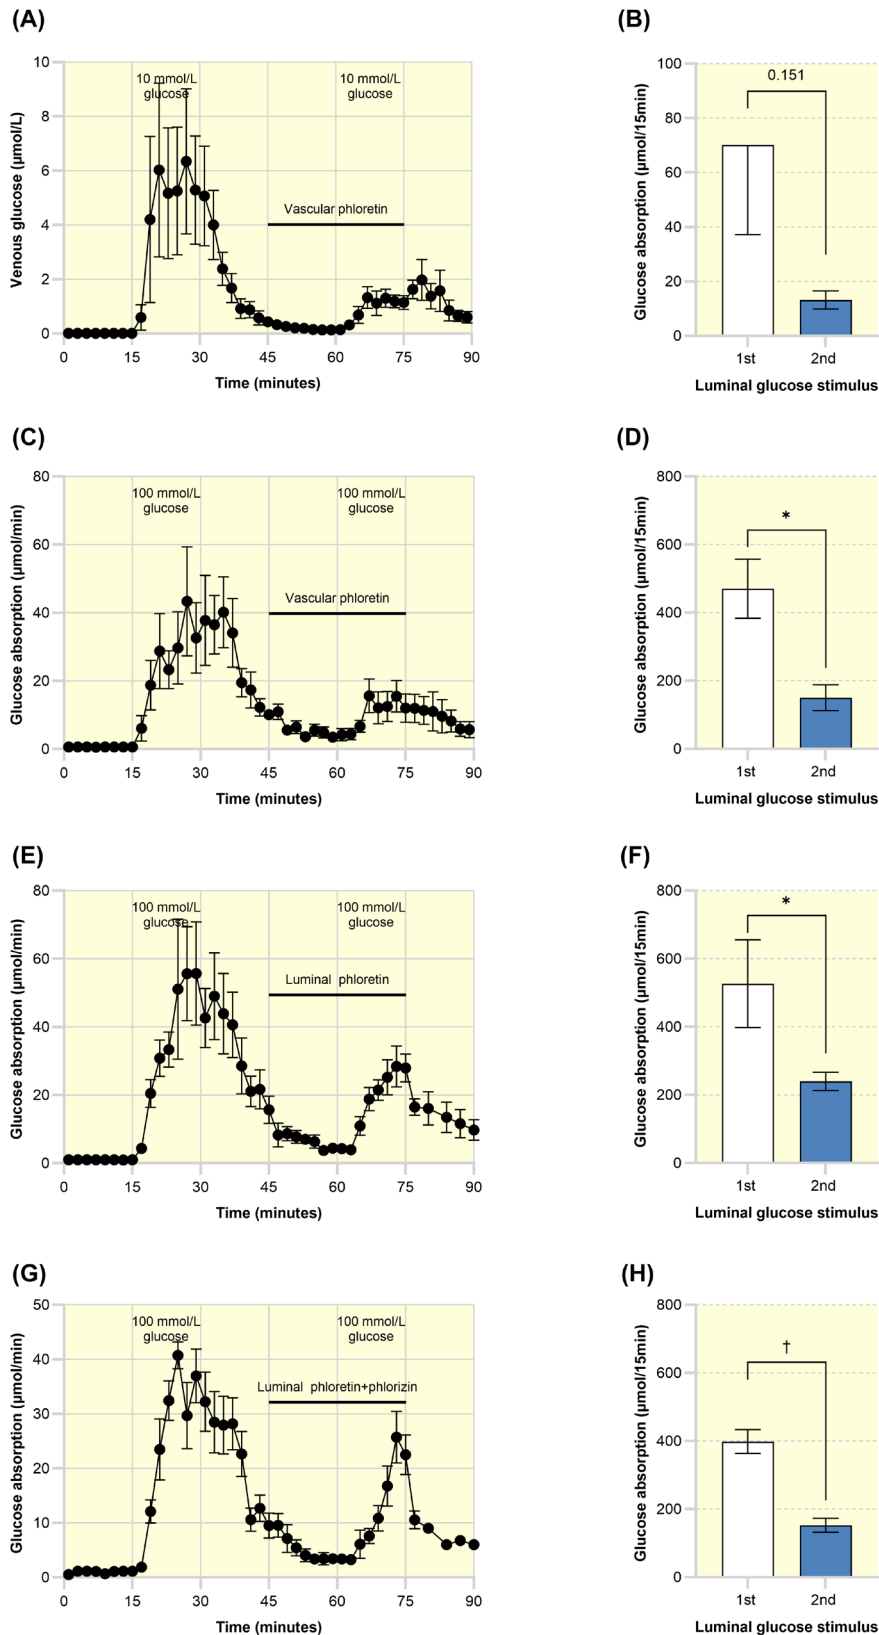 (A)
10
8
6
4
2
0
Venous glucose (µmol/L)
10 mmol/L
glucose
10 mmol/L
glucose
Vascular phloretin
0 15 30 45 60 75 90
Time (minutes)
(B)
100
80
60
40
20
0
Glucose absorption (µmol/15min)
0.151
1st 2nd
Luminal glucose stimulus
(C)
80
60
40
20
0
Glucose absorption (µmol/min)
100 mmol/L
glucose
100 mmol/L
glucose
Vascular phloretin
0 15 30 45 60 75 90
Time (minutes)
(D)
800
600
400
200
0
Glucose absorption (µmol/15min)
*
1st 2nd
Luminal glucose stimulus
(E)
80
60
40
20
0
Glucose absorption (µmol/min)
100 mmol/L
glucose
100 mmol/L
glucose
Luminal phloretin
0 15 30 45 60 75 90
Time (minutes)
(F)
800
600
400
200
0
Glucose absorption (µmol/15min)
*
1st 2nd
Luminal glucose stimulus
(G)
50
40
30
20
10
0
Glucose absorption (µmol/min)
100 mmol/L
glucose
100 mmol/L
glucose
Luminal phloretin+phlorizin
0 15 30 45 60 75 90
Time (minutes)
(H)
800
600
400
200
0
Glucose absorption (µmol/15min)
†
1st 2nd
Luminal glucose stimulus